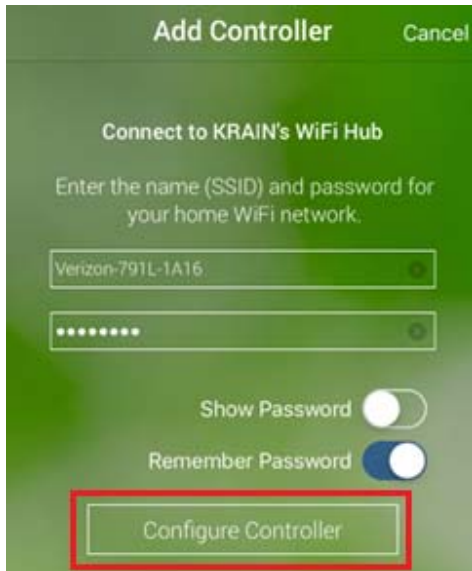 Add Controller Cancel
Connect to KRAIN's WiFi Hub
Enter the name (SSID) and password for
your home WiFi network.
Verizon-791L-1A16
••••••••
Show Password
Remember Password
Configure Controller